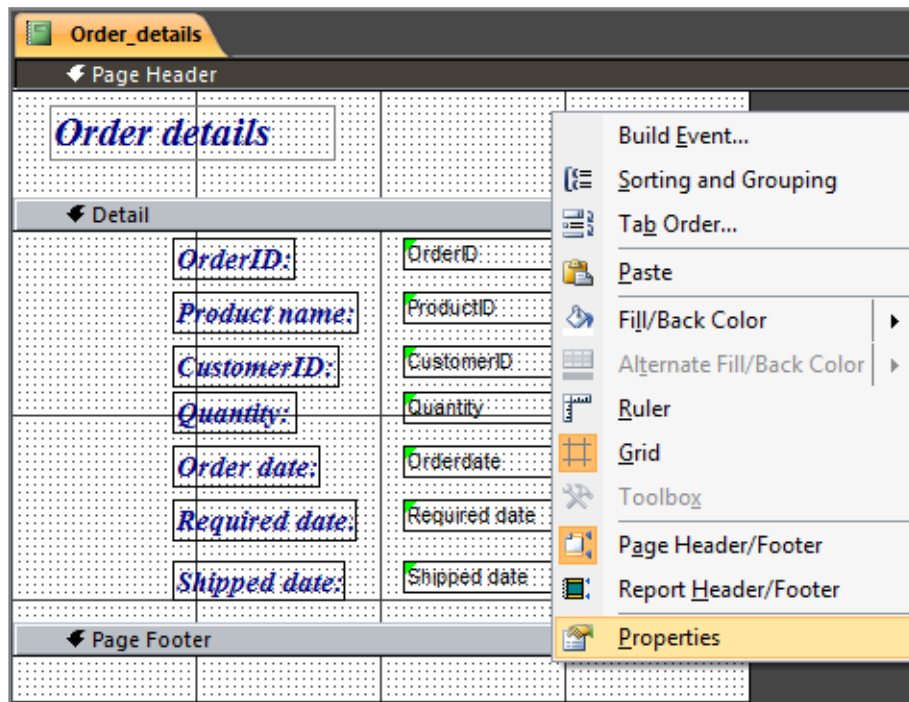 Order_details
Page Header
Order details
Detail
OrderID: OrderID
Product name: ProductID
CustomerID: CustomerID
Quantity: Quantity
Order date: Orderdate
Required date: Required date
Shipped date: Shipped date
Page Footer
Build Event...
Sorting and Grouping
Tab Order...
Paste
Fill/Back Color
Alternate Fill/Back Color
Ruler
Grid
Toolbox
Page Header/Footer
Report Header/Footer
Properties